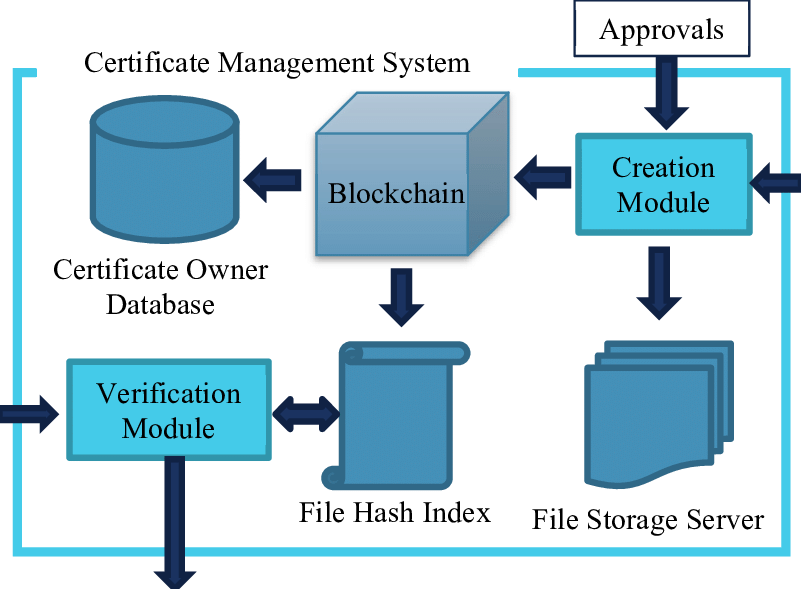 Approvals
Certificate Management System
Creation
Module
Blockchain
Certificate Owner
Database
Verification
Module
File Hash Index
File Storage Server